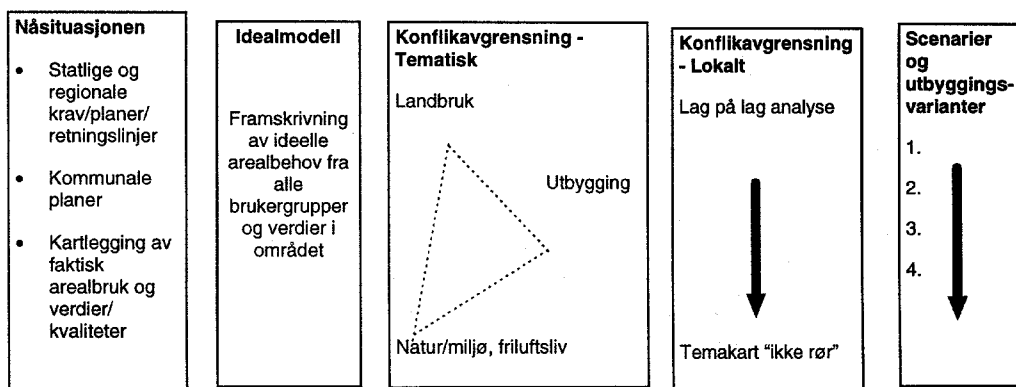 Nåsituasjonen
• Statlige og
regionale
krav/planer/
retningslinjer
• Kommunale
planer
• Kartlegging av
faktisk
arealbruk og
verdier/
kvaliteter
Idealmodell
Framskrivning
av ideelle
arealbehov fra
alle
brukergrupper
og verdier i
området
Konflikavgrensning -
Tematisk
Landbruk
Utbygging
Natur/miljø, friluftsliv
Konflikavgrensning
- Lokalt
Lag på lag analyse
Temakart “ikke rør”
Scenarier
og
utbyggings-
varianter
1.
2.
3.
4.